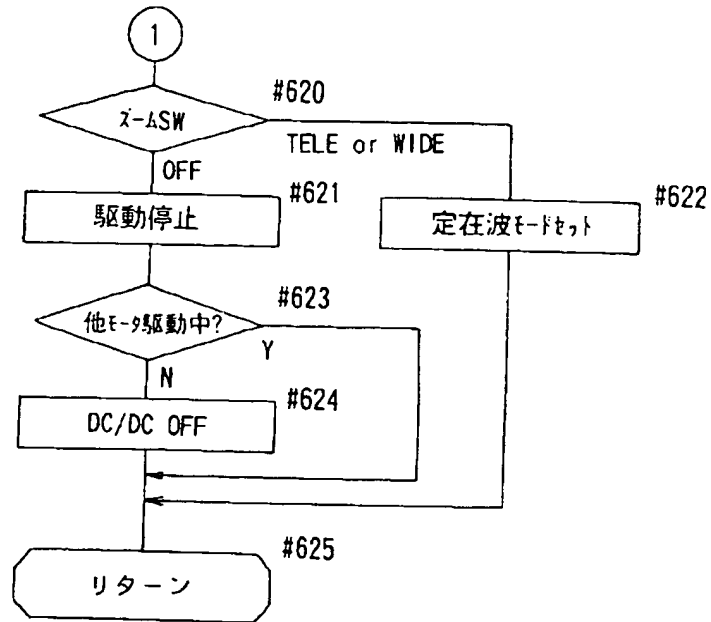 1
#620
ズームSW
TELE or WIDE
OFF
#621
駆動停止
#622
定在波モードセット
#623
他モータ駆動中?
Y
N
#624
DC/DC OFF
#625
リターン